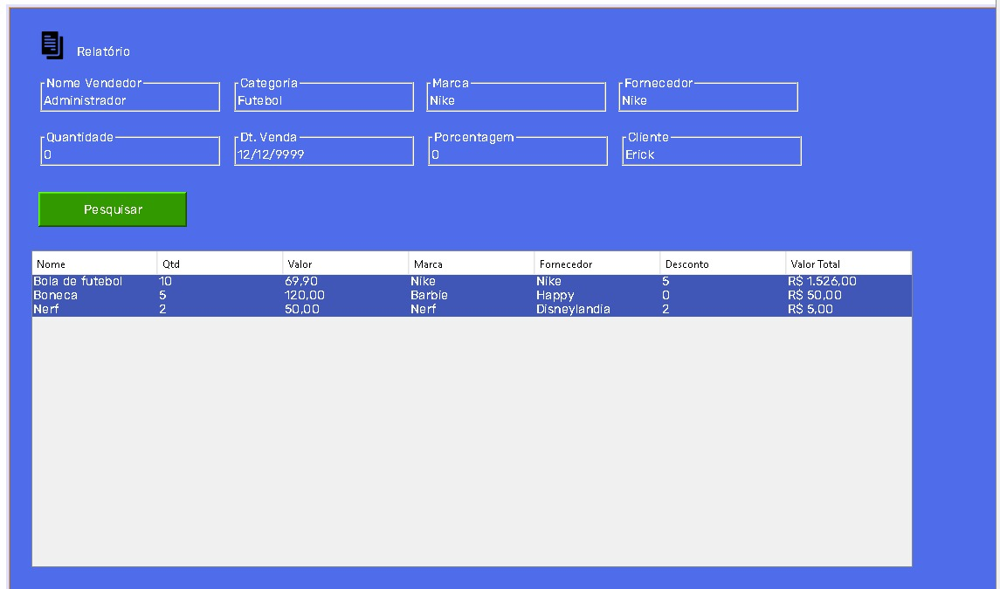 Relatório
Nome Vendedor Categoria Marca Fornecedor
Administrador Futebol Nike Nike
Quantidade Dt. Venda Porcentagem Cliente
0 12/12/9999 0 Erick
Pesquisar
Nome Qtd Valor Marca Fornecedor Desconto Valor Total
Bola de futebol 10 69,90 Nike Nike 5 R$ 1.526,00
Boneca 5 120,00 Barbie Happy 0 R$ 50,00
Nerf 2 50,00 Nerf Disneylandia 2 R$ 5,00